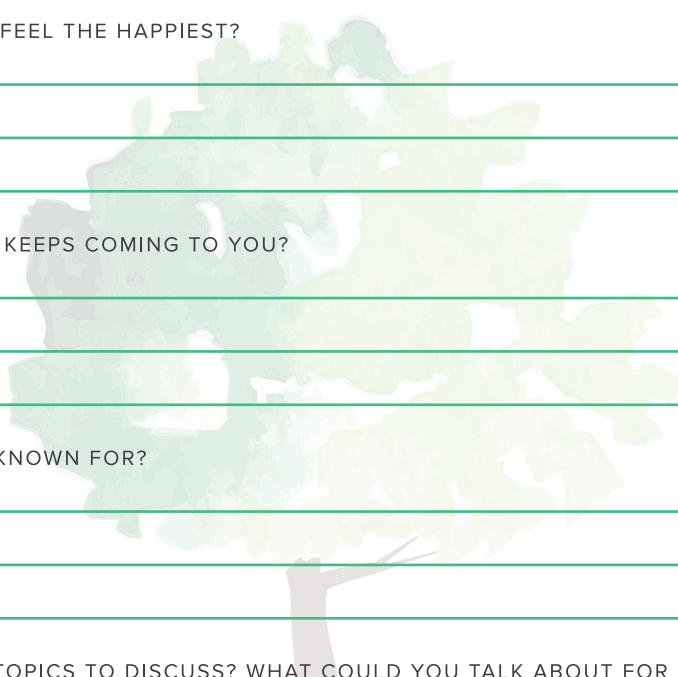 FEEL THE HAPPIEST?
KEEPS COMING TO YOU?
KNOWN FOR?
TOPICS TO DISCUSS? WHAT COULD YOU TALK ABOUT FOR